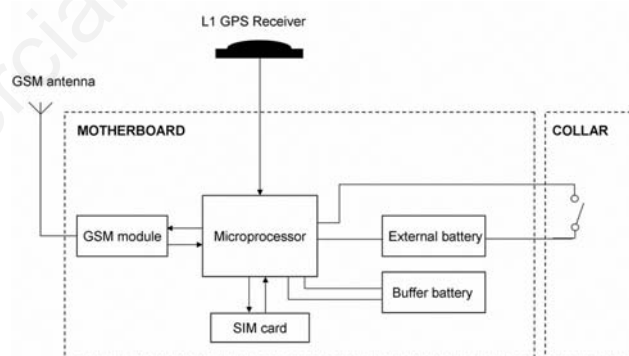 L1 GPS Receiver
GSM antenna
MOTHERBOARD
COLLAR
GSM module
Microprocessor
External battery
Buffer battery
SIM card